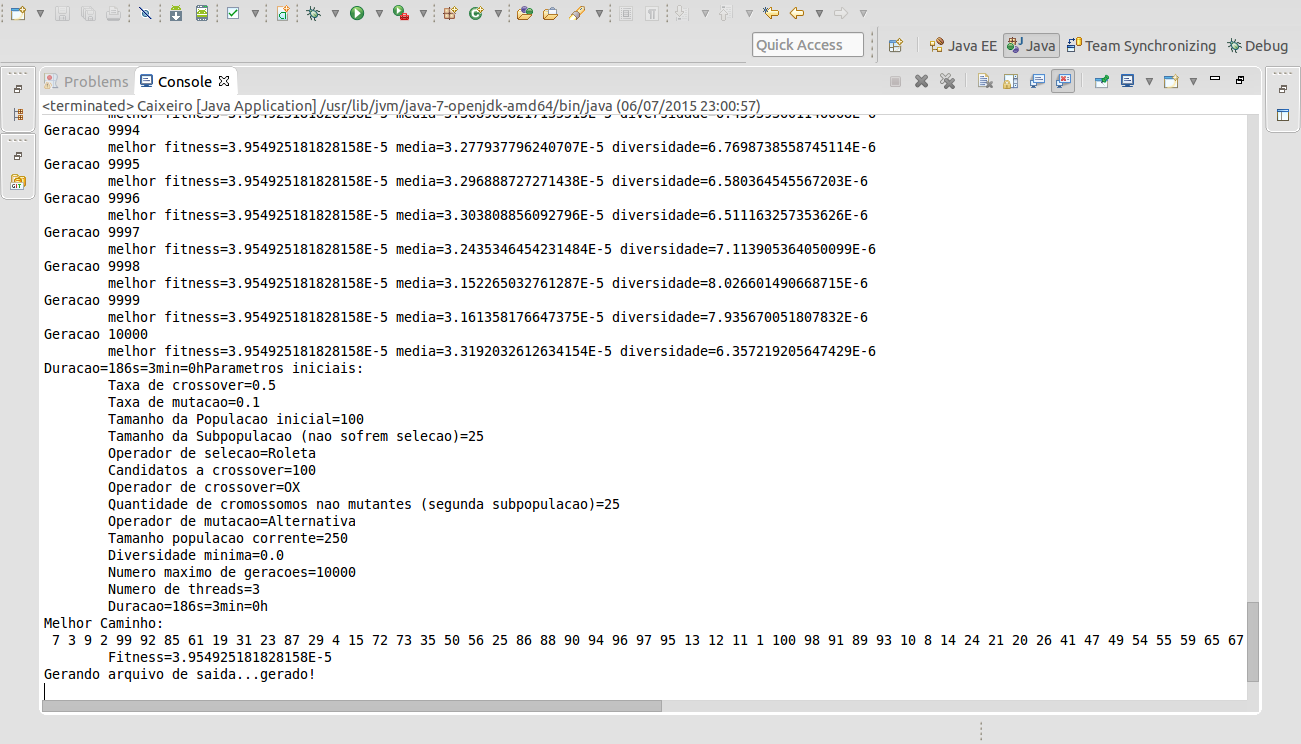 Quick Access
Java EE
Java
Team Synchronizing
Debug
Problems
Console
<terminated> Caixeiro [Java Application] /usr/lib/jvm/java-7-openjdk-amd64/bin/java (06/07/2015 23:00:57)
Geracao 9994
melhor fitness=3.954925181828158E-5 media=3.277937796240707E-5 diversidade=6.7698738558745114E-6
Geracao 9995
melhor fitness=3.954925181828158E-5 media=3.296888727271438E-5 diversidade=6.580364545567203E-6
Geracao 9996
melhor fitness=3.954925181828158E-5 media=3.303808856092796E-5 diversidade=6.511163257353626E-6
Geracao 9997
melhor fitness=3.954925181828158E-5 media=3.2435346454231484E-5 diversidade=7.113905364050099E-6
Geracao 9998
melhor fitness=3.954925181828158E-5 media=3.152265032761287E-5 diversidade=8.026601490668715E-6
Geracao 9999
melhor fitness=3.954925181828158E-5 media=3.161358176647375E-5 diversidade=7.935670051807832E-6
Geracao 10000
melhor fitness=3.954925181828158E-5 media=3.3192032612634154E-5 diversidade=6.357219205647429E-6
Duracao=186s=3min=0hParametros iniciais:
Taxa de crossover=0.5
Taxa de mutacao=0.1
Tamanho da Populacao inicial=100
Tamanho da Subpopulacao (nao sofrem selecao)=25
Operador de selecao=Roleta
Candidatos a crossover=100
Operador de crossover=OX
Quantidade de cromossomos nao mutantes (segunda subpopulacao)=25
Operador de mutacao=Alternativa
Tamanho populacao corrente=250
Diversidade minima=0.0
Numero maximo de geracoes=10000
Numero de threads=3
Duracao=186s=3min=0h
Melhor Caminho:
7 3 9 2 99 92 85 61 19 31 23 87 29 4 15 72 73 35 50 56 25 86 88 90 94 96 97 95 13 12 11 1 100 98 91 89 93 10 8 14 24 21 20 26 41 47 49 54 55 59 65 67
Fitness=3.954925181828158E-5
Gerando arquivo de saida...gerado!